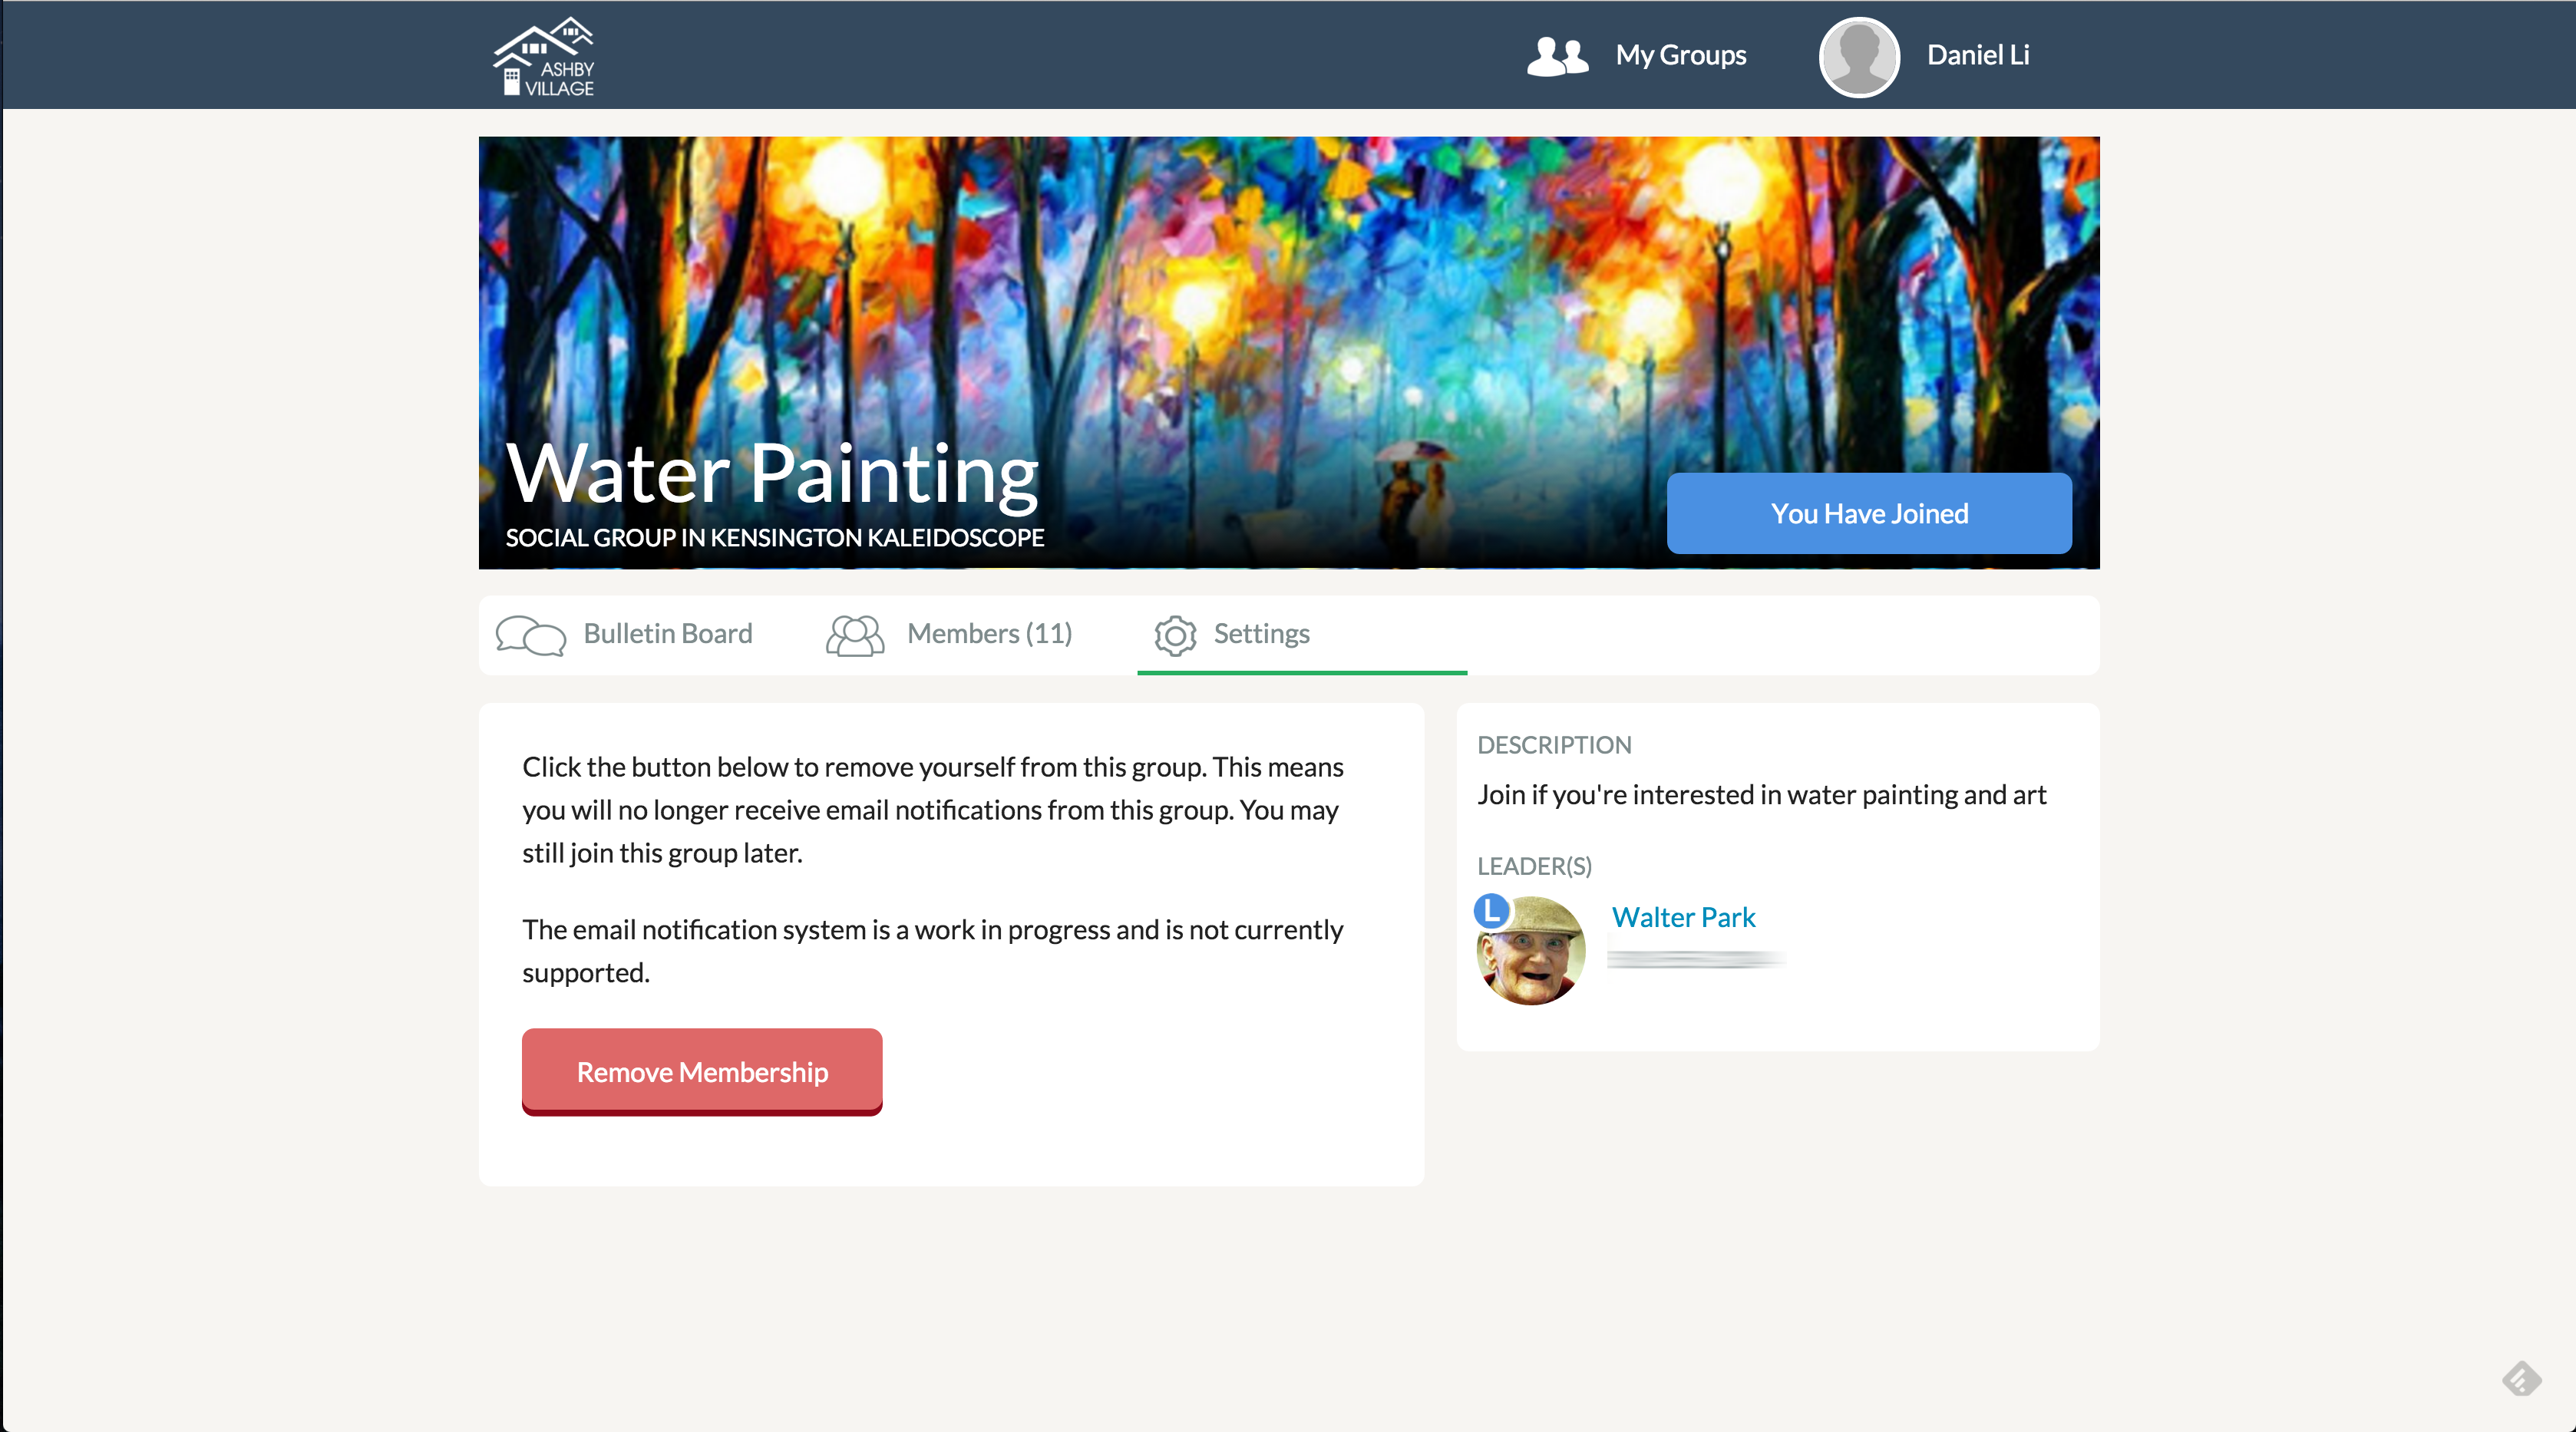 ASHBY
VILLAGE
My Groups
Daniel Li
Water Painting
SOCIAL GROUP IN KENSINGTON KALEIDOSCOPE
You Have Joined
Bulletin Board
Members (11)
Settings
Click the button below to remove yourself from this group. This means
you will no longer receive email notifications from this group. You may
still join this group later.
The email notification system is a work in progress and is not currently
supported.
Remove Membership
DESCRIPTION
Join if you're interested in water painting and art
LEADER(S)
L
Walter Park